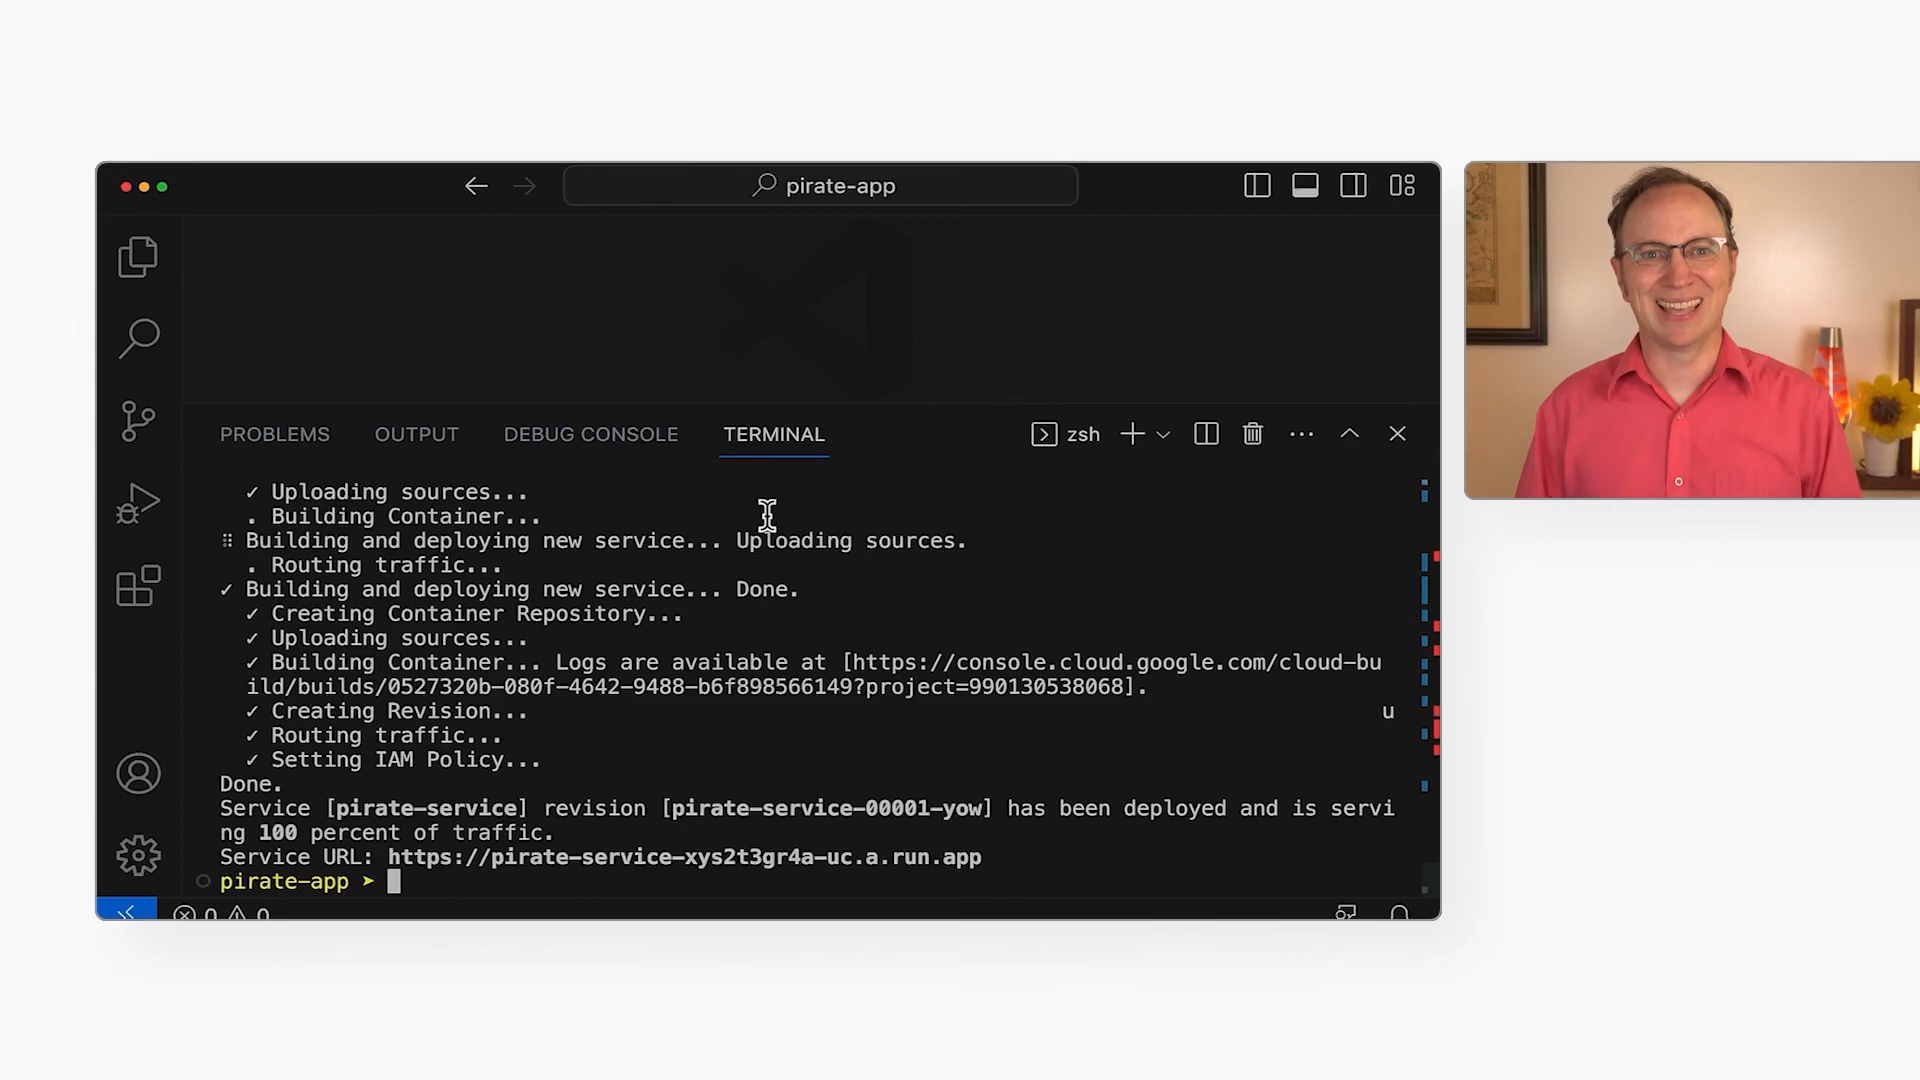 pirate-app
PROBLEMS OUTPUT DEBUG CONSOLE TERMINAL zsh
✓ Uploading sources...
. Building Container...
⠿ Building and deploying new service... Uploading sources.
. Routing traffic...
✓ Building and deploying new service... Done.
✓ Creating Container Repository...
✓ Uploading sources...
✓ Building Container... Logs are available at [https://console.cloud.google.com/cloud-bu
ild/builds/0527320b-080f-4642-9488-b6f898566149?project=990130538068].
✓ Creating Revision... u
✓ Routing traffic...
✓ Setting IAM Policy...
Done.
Service [pirate-service] revision [pirate-service-00001-yow] has been deployed and is servi
ng 100 percent of traffic.
Service URL: https://pirate-service-xys2t3gr4a-uc.a.run.app
pirate-app ➤
0 0